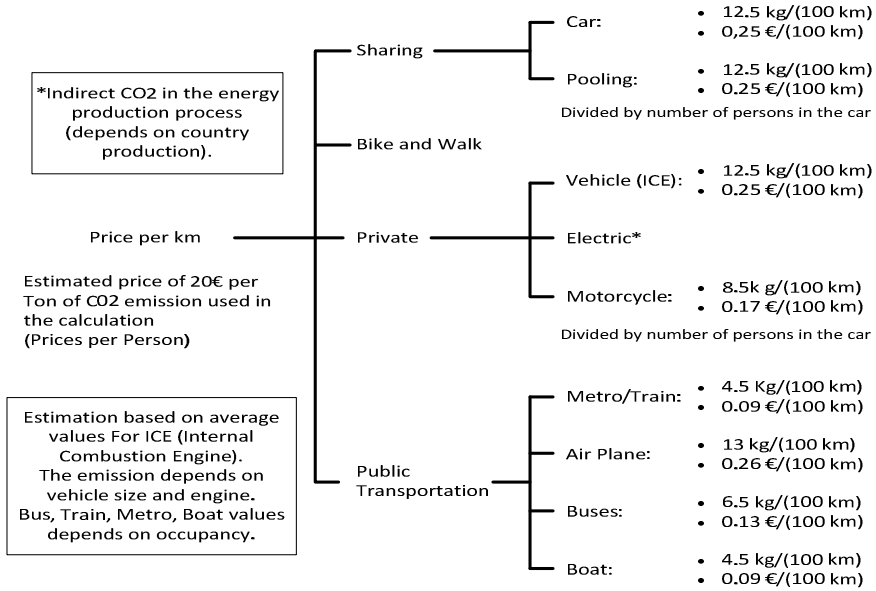 Sharing
Car:
• 12.5 kg/(100 km)
• 0,25 €/(100 km)
Pooling:
• 12.5 kg/(100 km)
• 0.25 €/(100 km)
Divided by number of persons in the car
*Indirect CO2 in the energy
production process
(depends on country
production).
Bike and Walk
Price per km
Private
Vehicle (ICE):
• 12.5 kg/(100 km)
• 0.25 €/(100 km)
Electric*
Motorcycle:
• 8.5k g/(100 km)
• 0.17 €/(100 km)
Divided by number of persons in the car
Estimated price of 20€ per
Ton of CO2 emission used in
the calculation
(Prices per Person)
Estimation based on average
values For ICE (Internal
Combustion Engine).
The emission depends on
vehicle size and engine.
Bus, Train, Metro, Boat values
depends on occupancy.
Public
Transportation
Metro/Train:
• 4.5 Kg/(100 km)
• 0.09 €/(100 km)
Air Plane:
• 13 kg/(100 km)
• 0.26 €/(100 km)
Buses:
• 6.5 kg/(100 km)
• 0.13 €/(100 km)
Boat:
• 4.5 kg/(100 km)
• 0.09 €/(100 km)